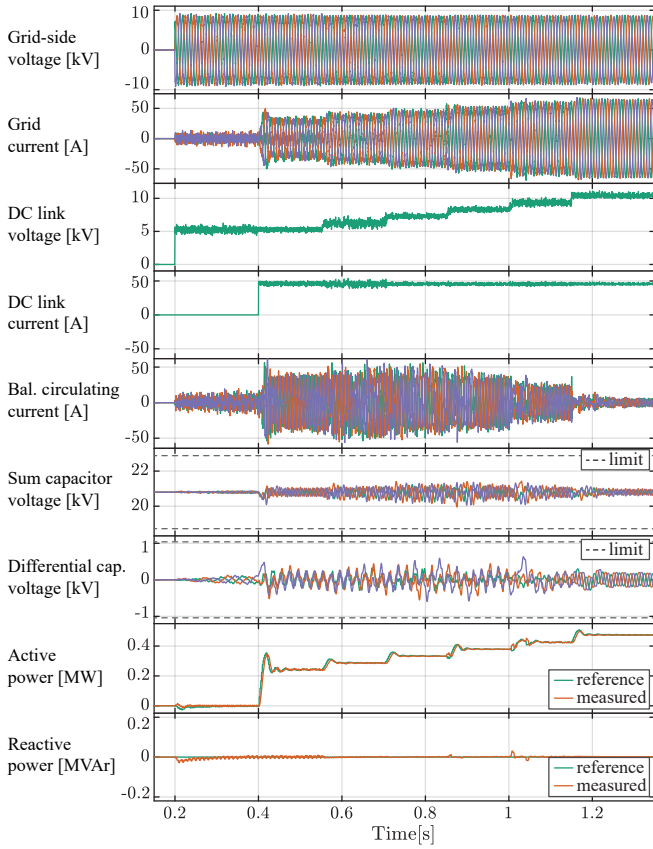 Grid-side
voltage [kV]
10
0
-10
Grid
current [A]
50
0
-50
DC link
voltage [kV]
10
5
0
DC link
current [A]
50
0
-50
Bal. circulating
current [A]
50
0
-50
Sum capacitor
voltage [kV]
22
20
limit
Differential cap.
voltage [kV]
1
0
-1
limit
Active
power [MW]
0.4
0.2
0
reference
measured
Reactive
power [MVAr]
0.2
0
-0.2
reference
measured
0.2 0.4 0.6 0.8 1 1.2
Time[s]